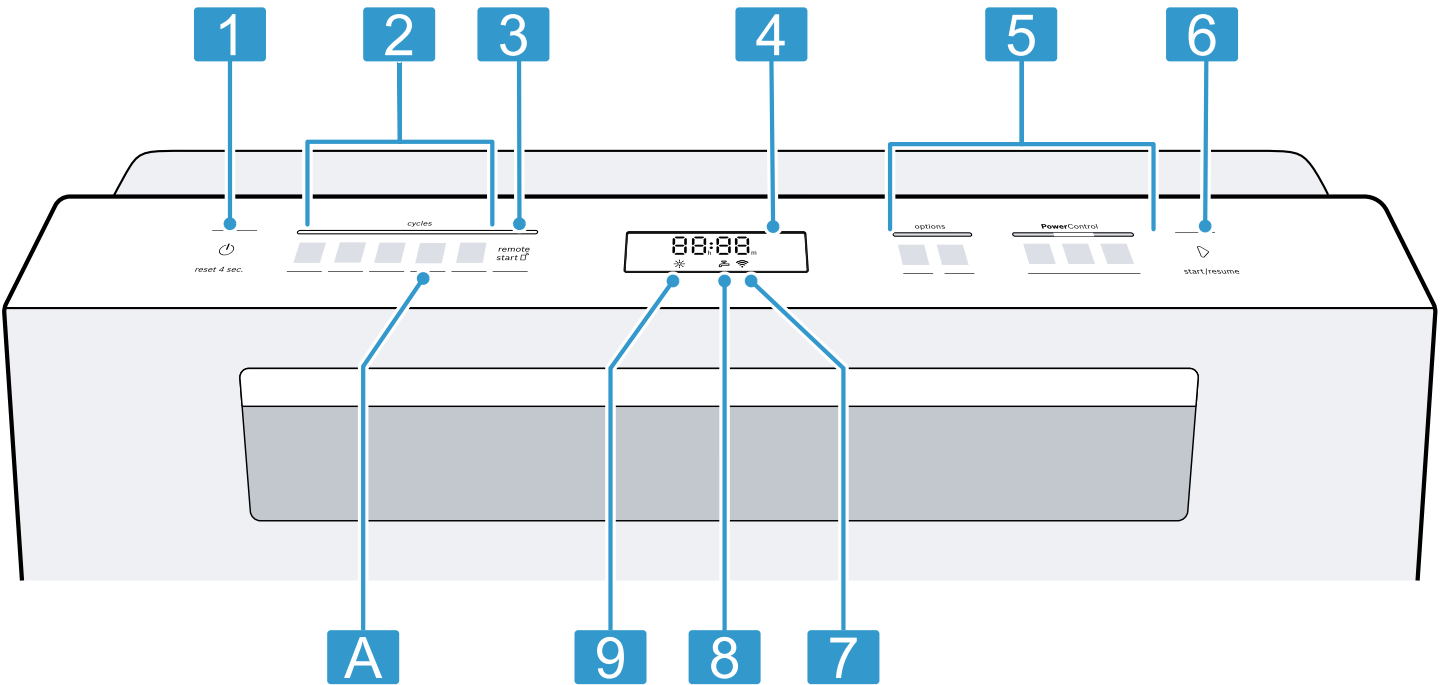 1
2
3
4
5
6
cycles
options
PowerControl
88:88
h
m
remote
start
reset 4 sec.
start/resume
A
9
8
7